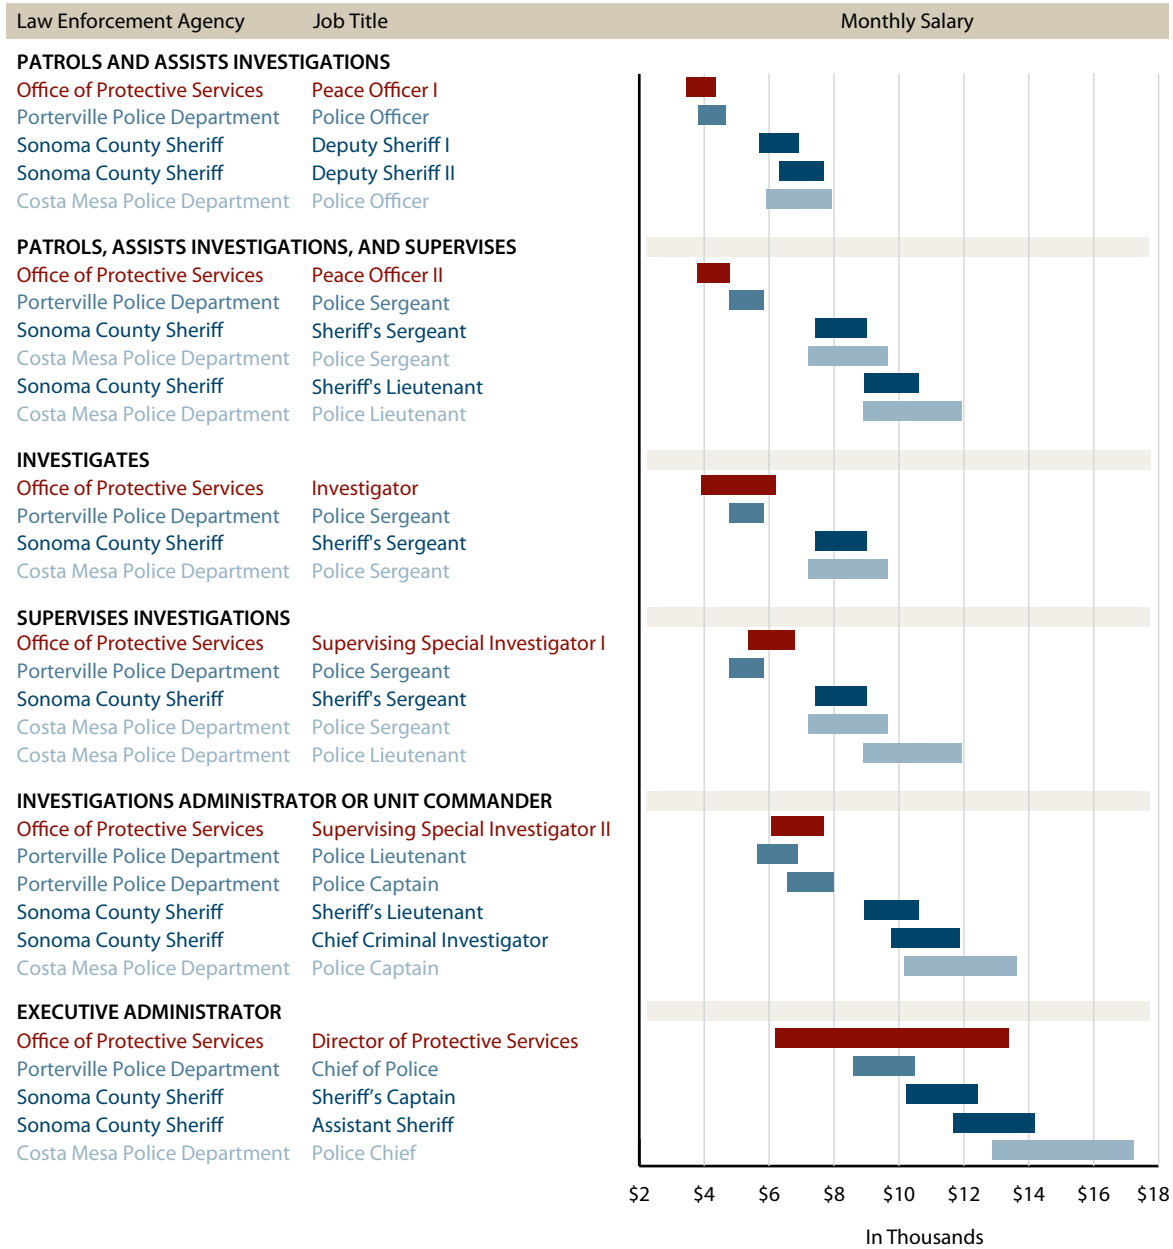 Law Enforcement Agency Job Title Monthly Salary
PATROLS AND ASSISTS INVESTIGATIONS
Office of Protective Services Peace Officer I
Porterville Police Department Police Officer
Sonoma County Sheriff Deputy Sheriff I
Sonoma County Sheriff Deputy Sheriff II
Costa Mesa Police Department Police Officer
PATROLS, ASSISTS INVESTIGATIONS, AND SUPERVISES
Office of Protective Services Peace Officer II
Porterville Police Department Police Sergeant
Sonoma County Sheriff Sheriff's Sergeant
Costa Mesa Police Department Police Sergeant
Sonoma County Sheriff Sheriff's Lieutenant
Costa Mesa Police Department Police Lieutenant
INVESTIGATES
Office of Protective Services Investigator
Porterville Police Department Police Sergeant
Sonoma County Sheriff Sheriff's Sergeant
Costa Mesa Police Department Police Sergeant
SUPERVISES INVESTIGATIONS
Office of Protective Services Supervising Special Investigator I
Porterville Police Department Police Sergeant
Sonoma County Sheriff Sheriff's Sergeant
Costa Mesa Police Department Police Sergeant
Costa Mesa Police Department Police Lieutenant
INVESTIGATIONS ADMINISTRATOR OR UNIT COMMANDER
Office of Protective Services Supervising Special Investigator II
Porterville Police Department Police Lieutenant
Porterville Police Department Police Captain
Sonoma County Sheriff Sheriff’s Lieutenant
Sonoma County Sheriff Chief Criminal Investigator
Costa Mesa Police Department Police Captain
EXECUTIVE ADMINISTRATOR
Office of Protective Services Director of Protective Services
Porterville Police Department Chief of Police
Sonoma County Sheriff Sheriff’s Captain
Sonoma County Sheriff Assistant Sheriff
Costa Mesa Police Department Police Chief
$2 $4 $6 $8 $10 $12 $14 $16 $18
In Thousands